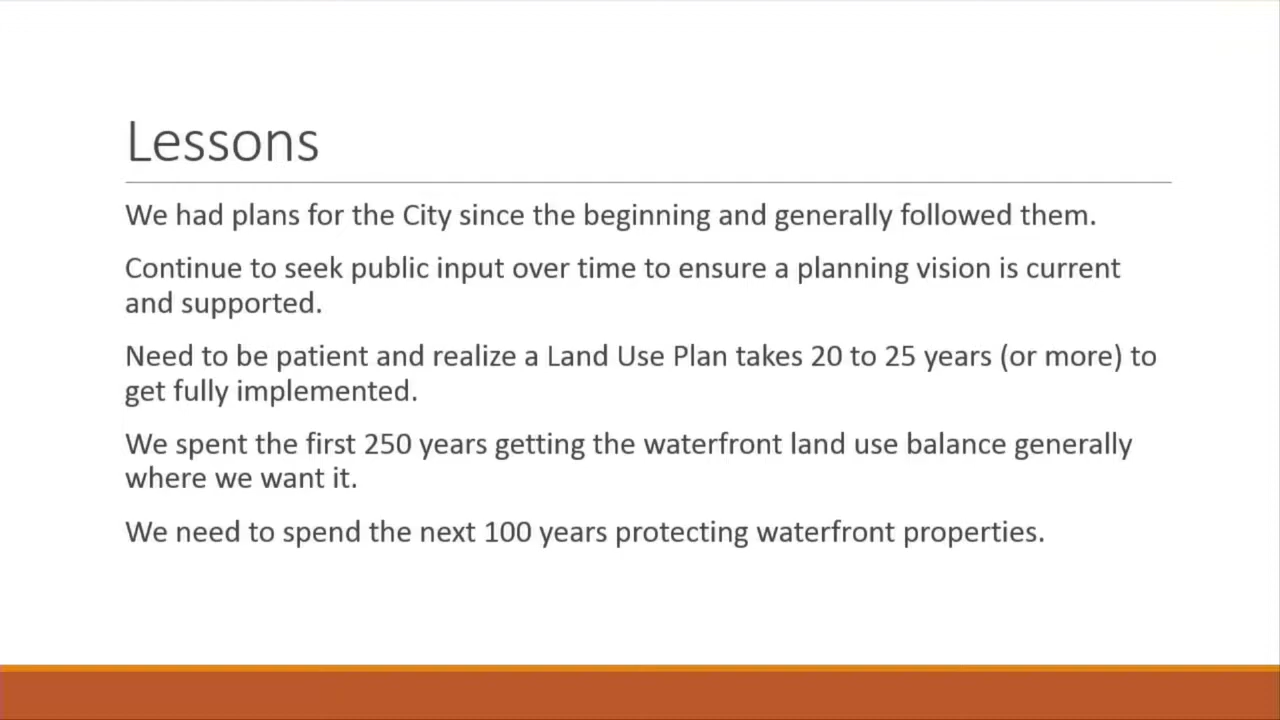 Lessons
We had plans for the City since the beginning and generally followed them.
Continue to seek public input over time to ensure a planning vision is current
and supported.
Need to be patient and realize a Land Use Plan takes 20 to 25 years (or more) to
get fully implemented.
We spent the first 250 years getting the waterfront land use balance generally
where we want it.
We need to spend the next 100 years protecting waterfront properties.